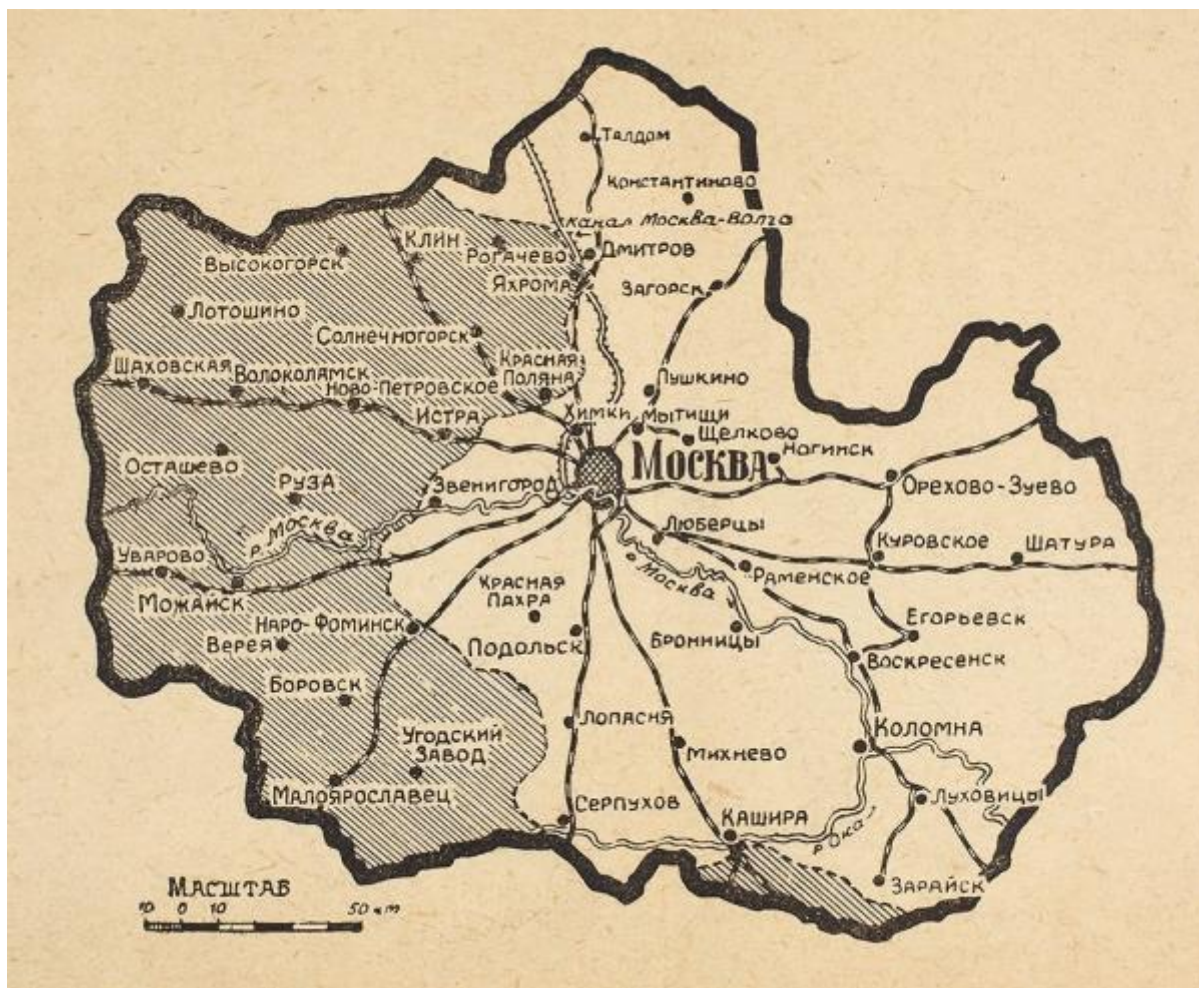 Талдом
Константиново
канал Москва-Волга
Клин
Рогачево
Дмитров
Высокогорск
Яхрома
Загорск
Лотошино
Солнечногорск
Шаховская
Волоколамск
Красная
Поляна
Ново-Петровское
Пушкино
Истра
Химки
Мытищи
Щелково
Ногинск
Москва
Осташево
Руза
Звенигород
Орехово-Зуево
р. Москва
Люберцы
Уварово
Куровское
Шатура
Можайск
Красная
Пахра
р. Москва
Раменское
Наро-Фоминск
Верея
Подольск
Бронницы
Егорьевск
Воскресенск
Боровск
Угодский
Завод
Лопасня
Михнево
Коломна
Малоярославец
Серпухов
Кашира
р Ока
Луховицы
Зарайск
Масштаб
10 0 10 50 км